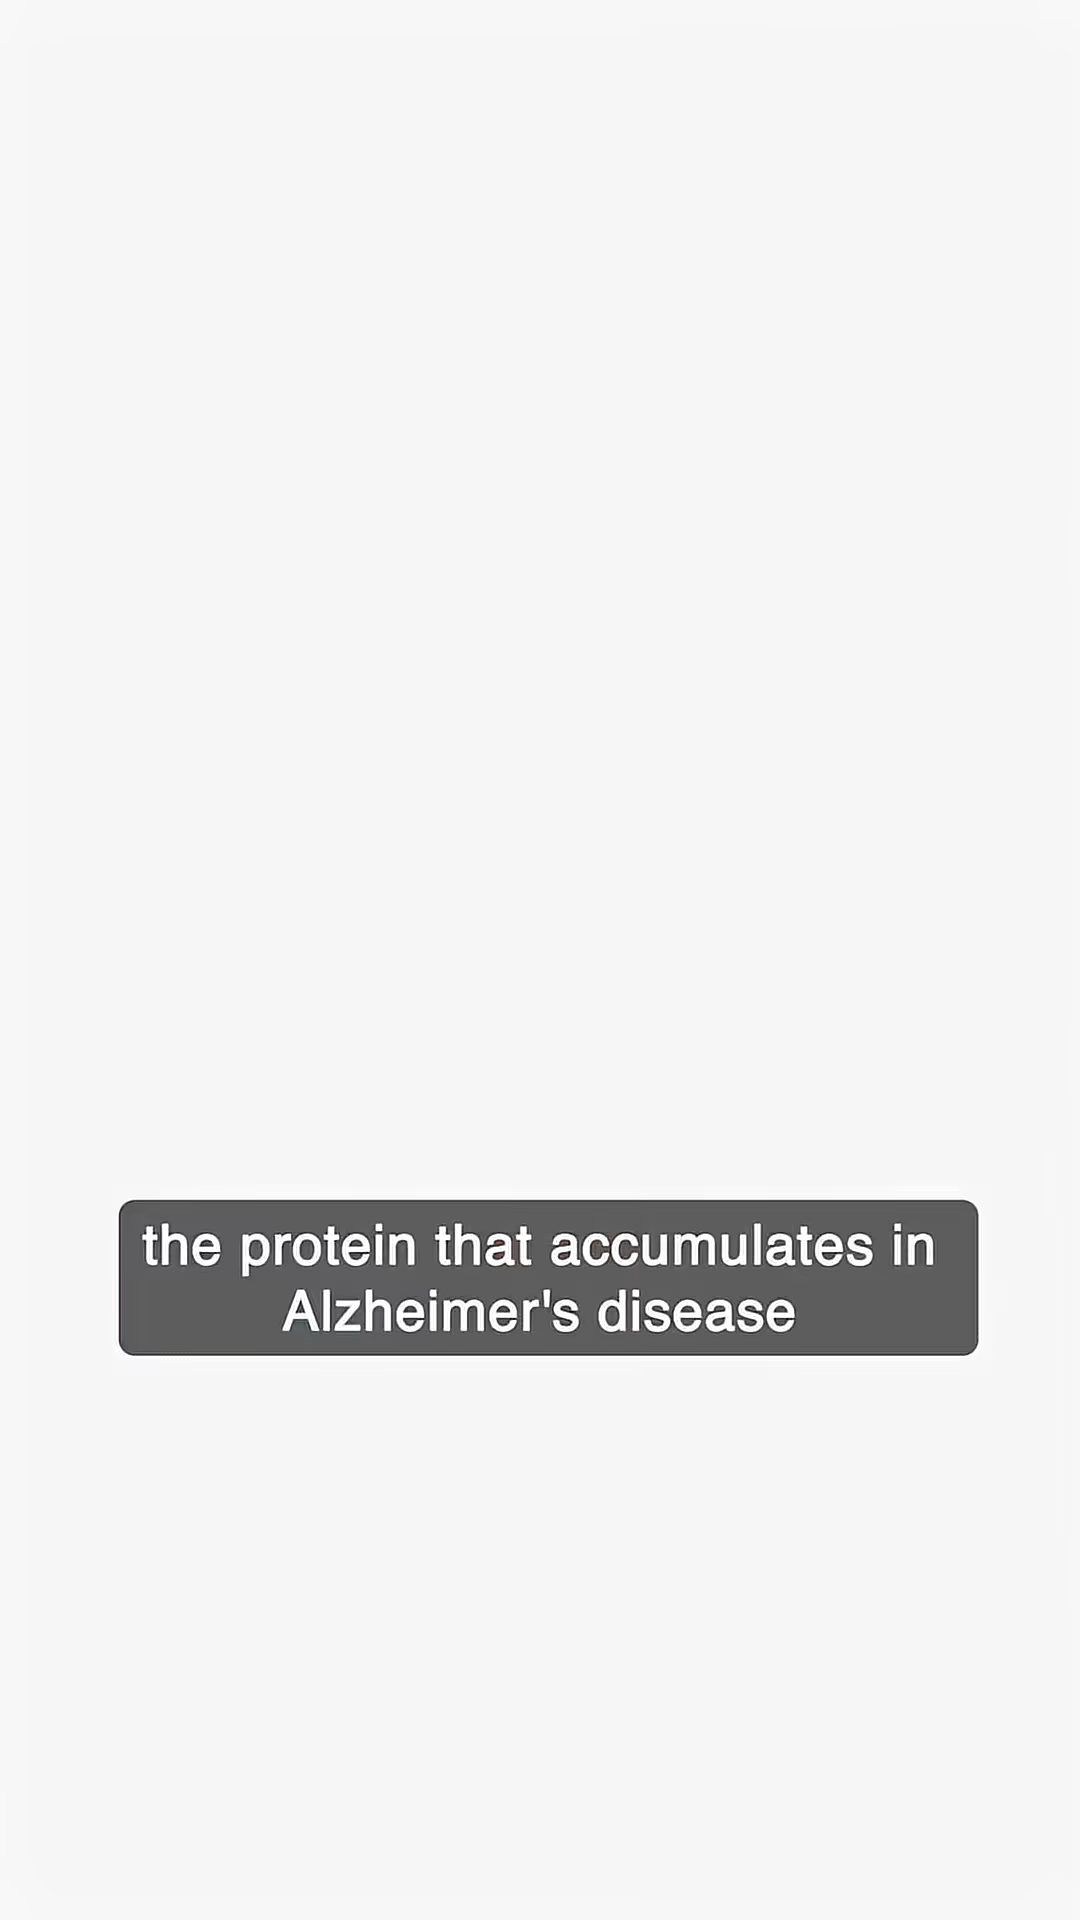 the protein that accumulates in
Alzheimer's disease